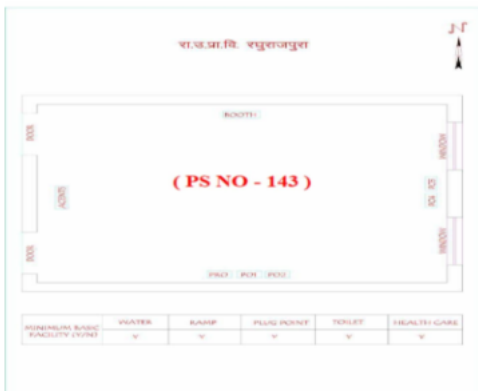 N
रा.उ.प्रा.वि. रघुराजपुरा
BOOTH
DOOR
WINDOW
( PS NO - 143 )
AGENTS
DOOR
WINDOW
PRO PO1 PO2
MINIMUM BASIC FACILITY (Y/N) WATER RAMP PLUG POINT TOILET HEALTH CARE
Y Y Y Y Y